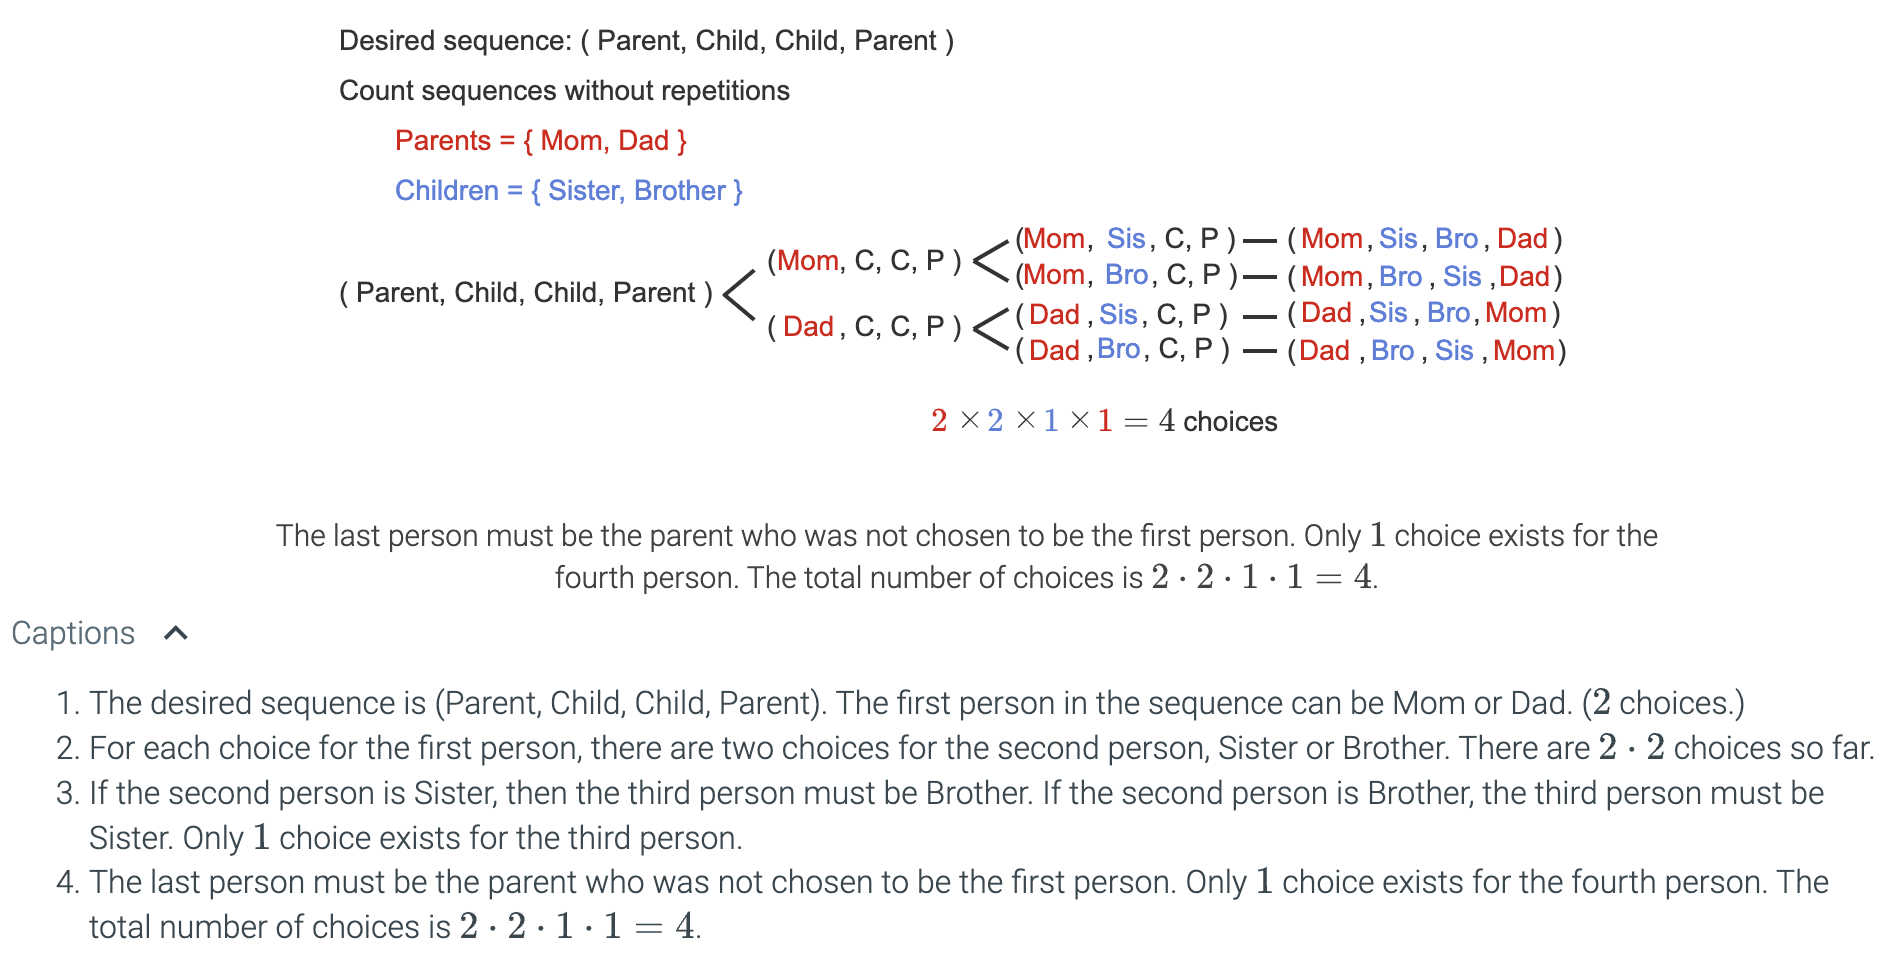 Desired sequence: ( Parent, Child, Child, Parent )
Count sequences without repetitions
Parents = { Mom, Dad }
Children = { Sister, Brother }
( Parent, Child, Child, Parent )
(Mom, C, C, P )
( Dad , C, C, P )
(Mom, Sis, C, P ) — ( Mom, Sis, Bro , Dad )
(Mom, Bro, C, P ) — ( Mom, Bro , Sis ,Dad)
( Dad , Sis, C, P ) — ( Dad ,Sis , Bro, Mom )
( Dad ,Bro, C, P ) — (Dad , Bro , Sis ,Mom)
2 × 2 × 1 × 1 = 4 choices
The last person must be the parent who was not chosen to be the first person. Only 1 choice exists for the
fourth person. The total number of choices is 2 · 2 · 1 · 1 = 4.
Captions
1. The desired sequence is (Parent, Child, Child, Parent). The first person in the sequence can be Mom or Dad. (2 choices.)
2. For each choice for the first person, there are two choices for the second person, Sister or Brother. There are 2 · 2 choices so far.
3. If the second person is Sister, then the third person must be Brother. If the second person is Brother, the third person must be
Sister. Only 1 choice exists for the third person.
4. The last person must be the parent who was not chosen to be the first person. Only 1 choice exists for the fourth person. The
total number of choices is 2 · 2 · 1 · 1 = 4.